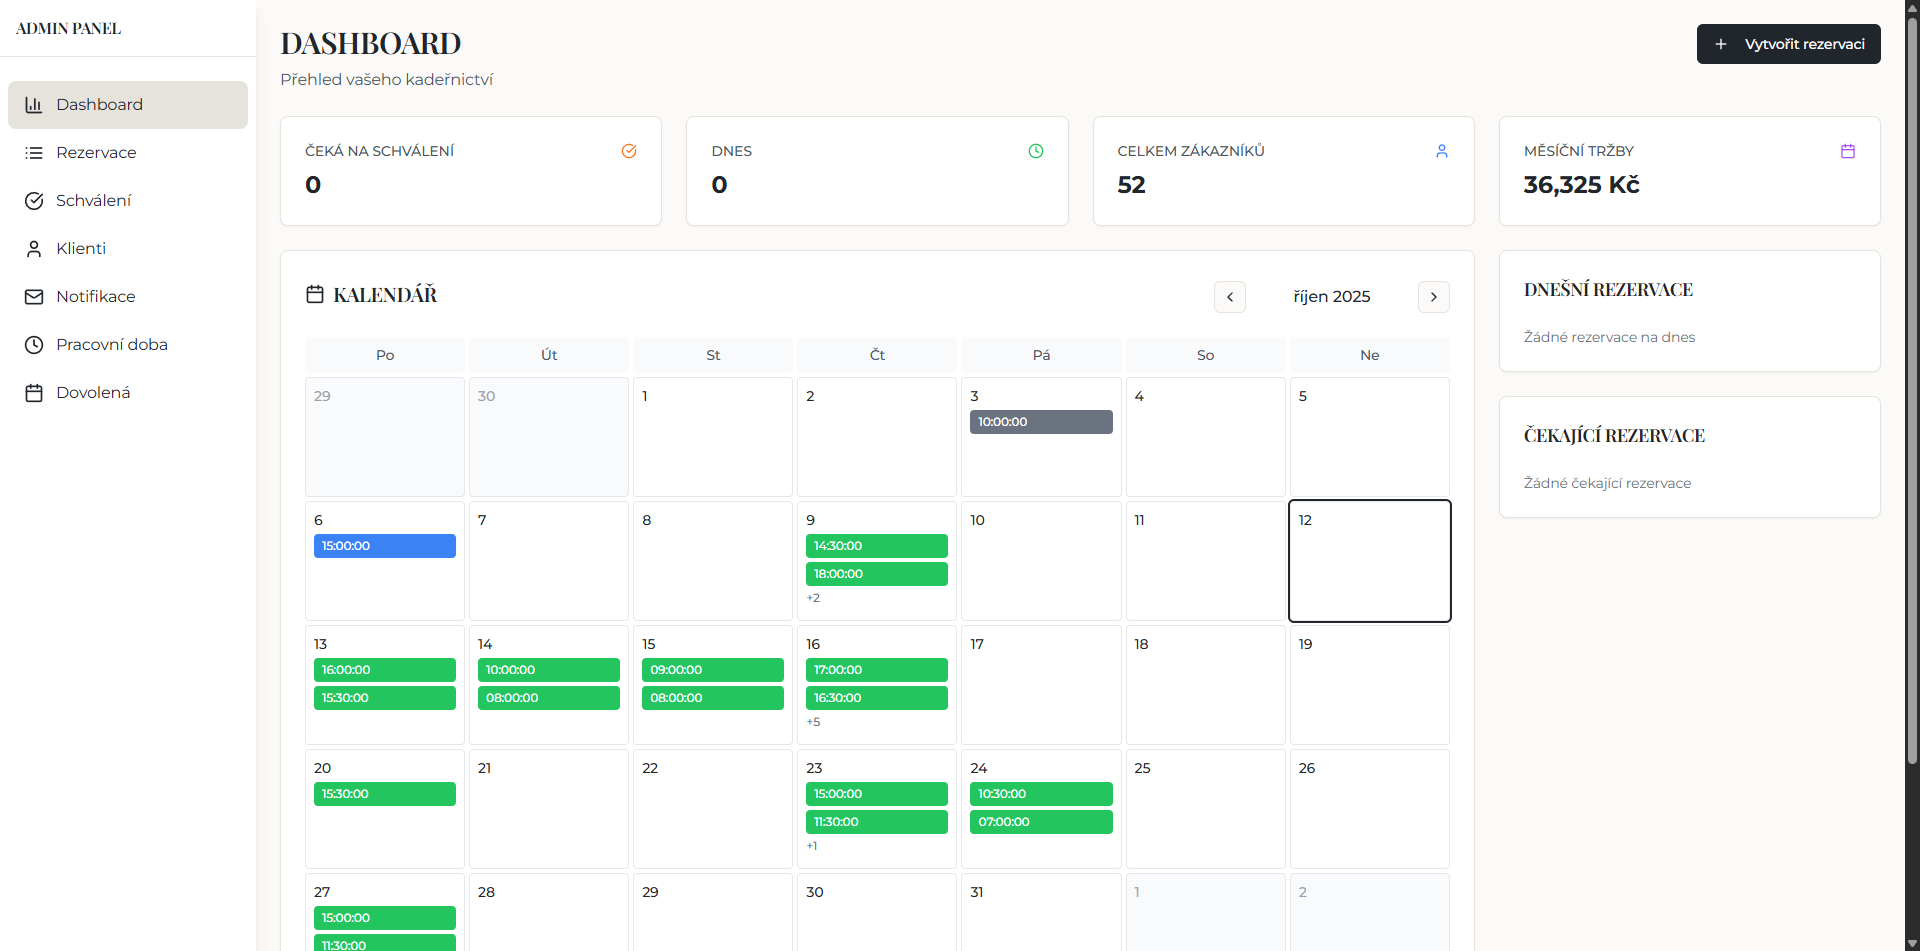 ADMIN PANEL
Dashboard
Rezervace
Schválení
Klienti
Notifikace
Pracovní doba
Dovolená
DASHBOARD
Přehled vašeho kadeřnictví
Vytvořit rezervaci
ČEKÁ NA SCHVÁLENÍ
0
DNES
0
CELKEM ZÁKAZNÍKŮ
52
MĚSÍČNÍ TRŽBY
36,325 Kč
KALENDÁŘ
říjen 2025
Po Út St Čt Pá So Ne
29 30 1 2 3 4 5
10:00:00
6 7 8 9 10 11 12
15:00:00 14:30:00
18:00:00
+2
13 14 15 16 17 18 19
16:00:00 10:00:00 09:00:00 17:00:00
15:30:00 08:00:00 08:00:00 16:30:00
+5
20 21 22 23 24 25 26
15:30:00 15:00:00 10:30:00
11:30:00 07:00:00
+1
27 28 29 30 31 1 2
15:00:00
11:30:00
DNEŠNÍ REZERVACE
Žádné rezervace na dnes
ČEKAJÍCÍ REZERVACE
Žádné čekající rezervace